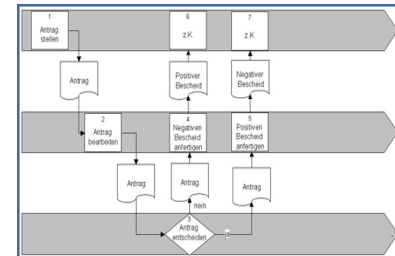 1
Antrag
stellen
6
z.K.
7
z.K.
Antrag
Positiver
Bescheid
Negativer
Bescheid
2
Antrag
bearbeiten
4
Negativen
Bescheid
anfertigen
5
Positiven
Bescheid
anfertigen
Antrag
Antrag
Antrag
nein
3
Antrag
entscheiden